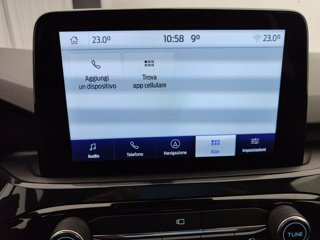 23.0°
10:58
9°
23.0°
Aggiungi
un dispositivo
Trova
app cellulare
Audio
Telefono
Navigazione
App
Impostazioni
TUNE